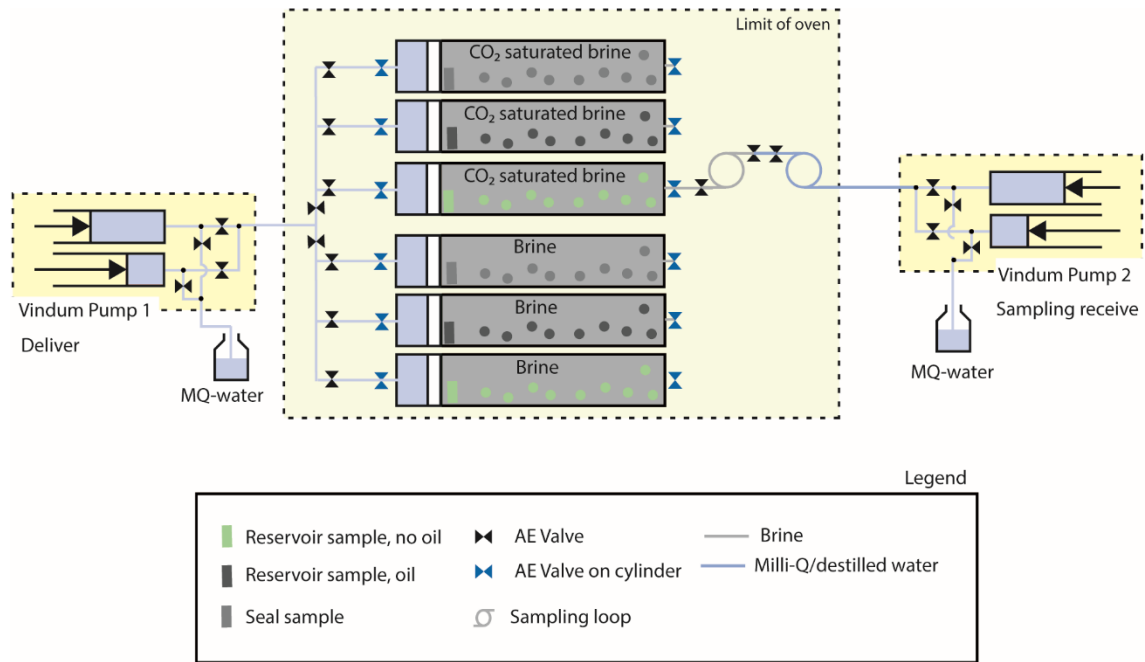 Limit of oven
CO₂ saturated brine
CO₂ saturated brine
CO₂ saturated brine
Brine
Brine
Brine
Vindum Pump 1
Deliver
MQ-water
Vindum Pump 2
Sampling receive
MQ-water
Legend
Reservoir sample, no oil
AE Valve
Brine
Reservoir sample, oil
AE Valve on cylinder
Milli-Q/destilled water
Seal sample
Sampling loop